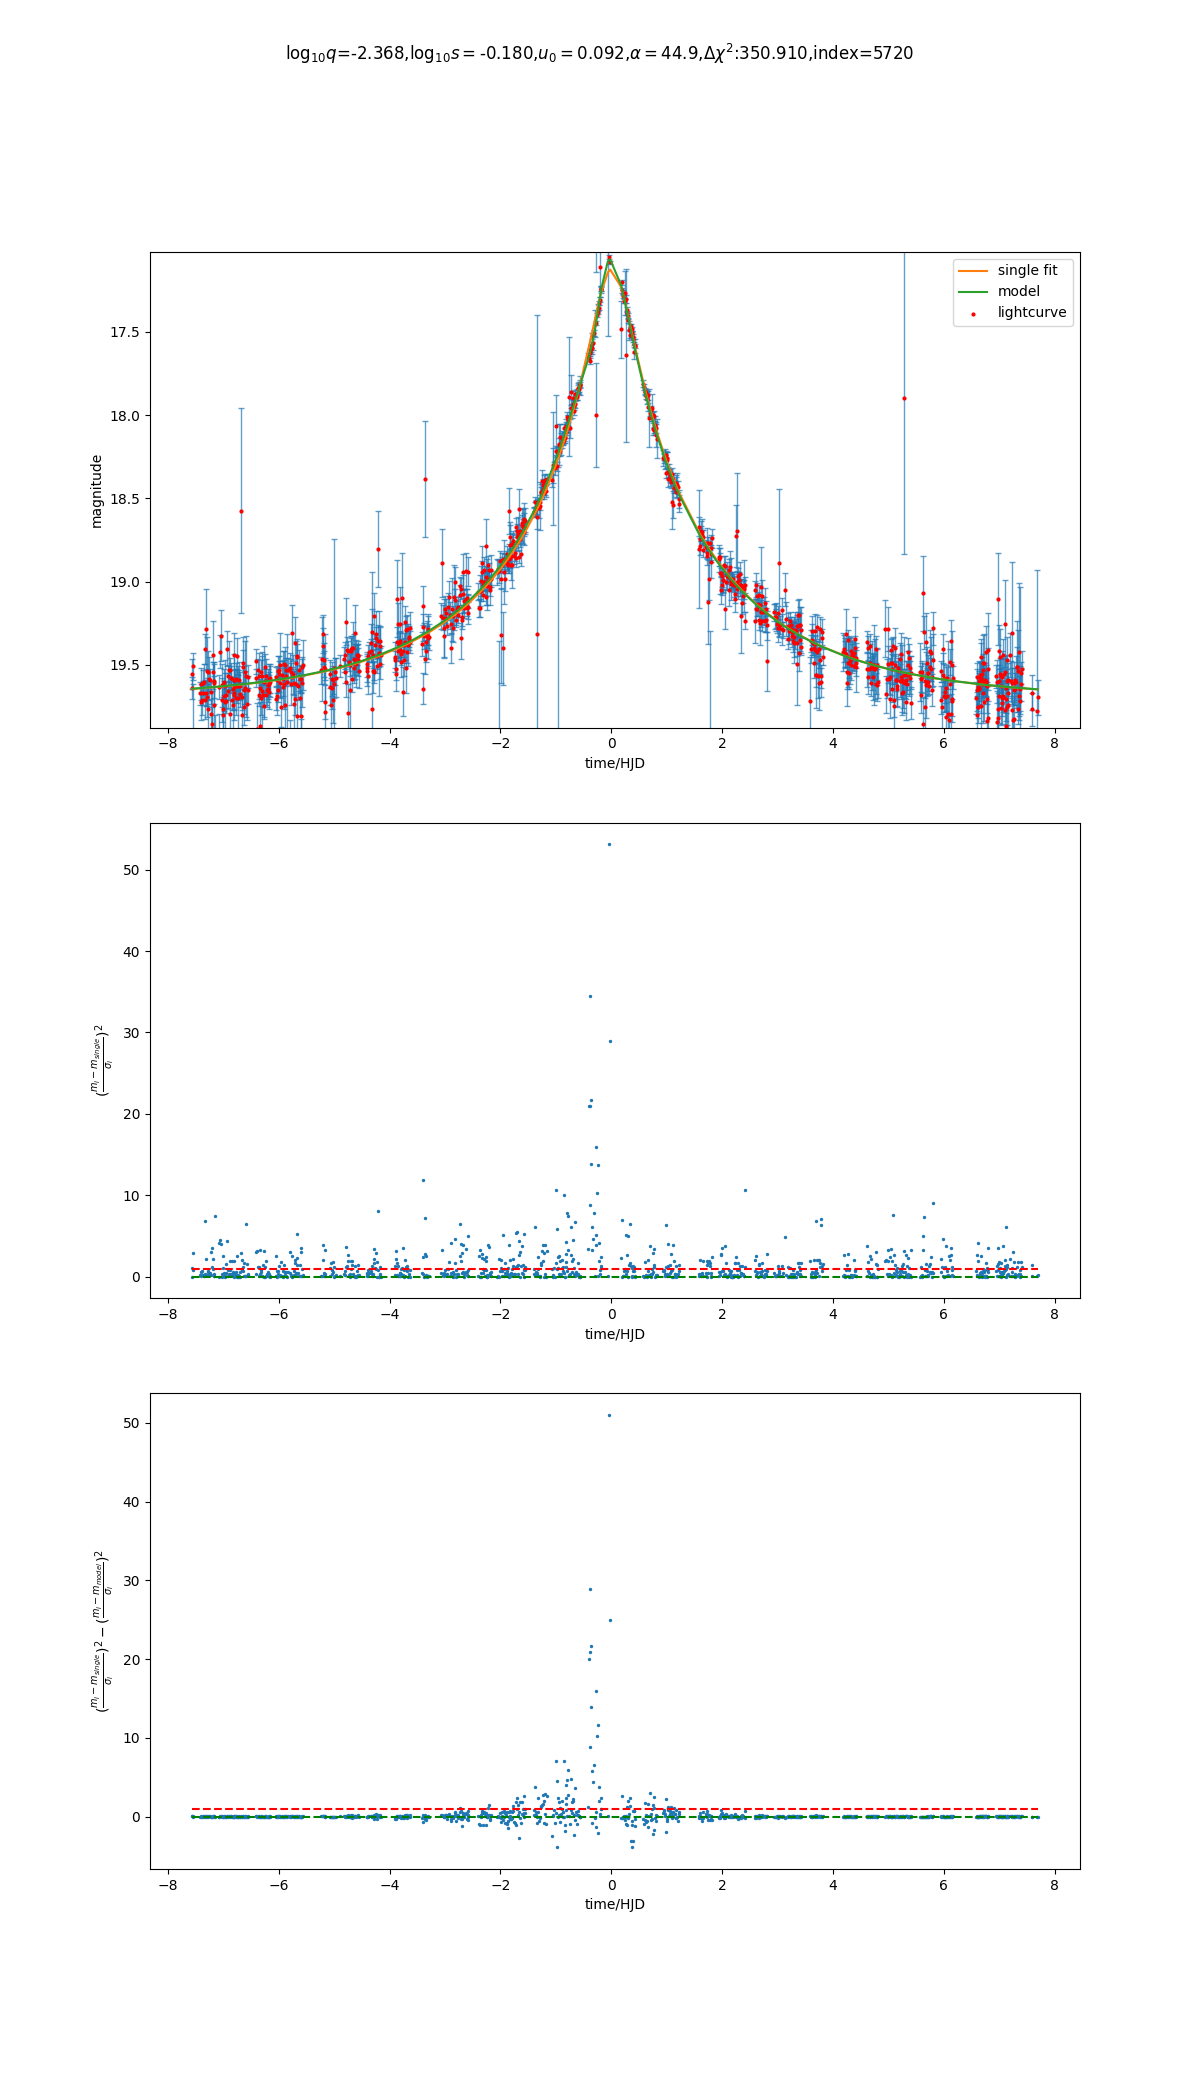 log₁₀q=-2.368,log₁₀s = -0.180,u₀ = 0.092,α = 44.9,Δχ²:350.910,index=5720
single fit
model
lightcurve
17.5
18.0
18.5
19.0
19.5
magnitude
−8 −6 −4 −2 0 2 4 6 8
time/HJD
50
40
30
20
10
0
((mᵢ − m_single)/σᵢ)²
−8 −6 −4 −2 0 2 4 6 8
time/HJD
50
40
30
20
10
0
((mᵢ − m_single)/σᵢ)² − ((mᵢ − m_model)/σᵢ)²
−8 −6 −4 −2 0 2 4 6 8
time/HJD